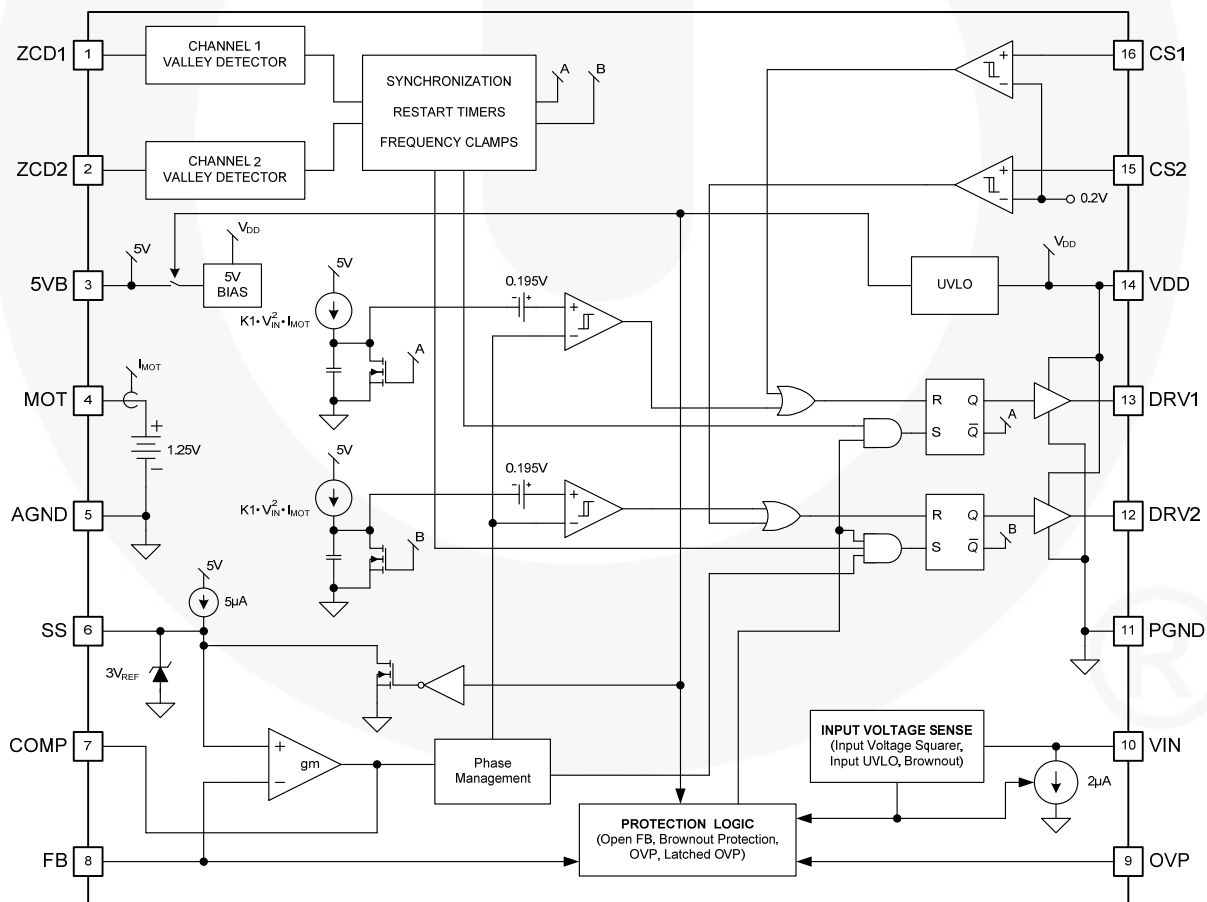 ZCD1
1
CHANNEL 1
VALLEY DETECTOR
SYNCHRONIZATION
RESTART TIMERS
FREQUENCY CLAMPS
A
B
+
−
16
CS1
ZCD2
2
CHANNEL 2
VALLEY DETECTOR
+
−
15
CS2
0.2V
5VB
3
5V
VDD
5V
BIAS
5V
K1·V²IN·IMOT
A
0.195V
- +
+
−
UVLO
VDD
14
VDD
MOT
4
IMOT
+
1.25V
−
R
Q
S
Q̅
A
13
DRV1
AGND
5
5V
K1·V²IN·IMOT
B
0.195V
- +
+
−
R
Q
S
Q̅
B
12
DRV2
SS
6
5V
5µA
3VREF
11
PGND
COMP
7
+
−
gm
Phase
Management
INPUT VOLTAGE SENSE
(Input Voltage Squarer,
Input UVLO, Brownout)
10
VIN
2µA
FB
8
PROTECTION LOGIC
(Open FB, Brownout Protection,
OVP, Latched OVP)
9
OVP
®